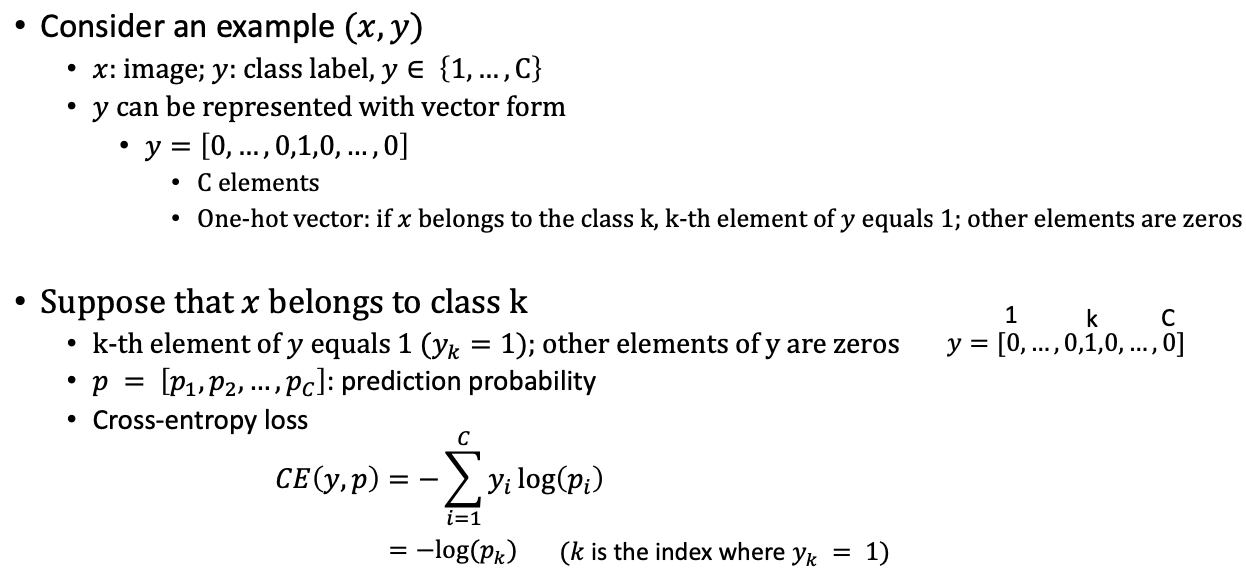 • Consider an example (𝑥, 𝑦)
• 𝑥: image; 𝑦: class label, 𝑦 ∈ {1, … , C}
• 𝑦 can be represented with vector form
• 𝑦 = [0, … , 0,1,0, … , 0]
• C elements
• One-hot vector: if 𝑥 belongs to the class k, k-th element of 𝑦 equals 1; other elements are zeros
• Suppose that 𝑥 belongs to class k
1 k C
• k-th element of 𝑦 equals 1 (𝑦ₖ = 1); other elements of y are zeros 𝑦 = [0, … , 0,1,0, … , 0]
• 𝑝 = [𝑝₁, 𝑝₂, … , 𝑝_C]: prediction probability
• Cross-entropy loss
𝐶𝐸(𝑦, 𝑝) = − ∑_{𝑖=1}^{𝐶} 𝑦ᵢ log(𝑝ᵢ)
= −log(𝑝ₖ) (𝑘 is the index where 𝑦ₖ = 1)